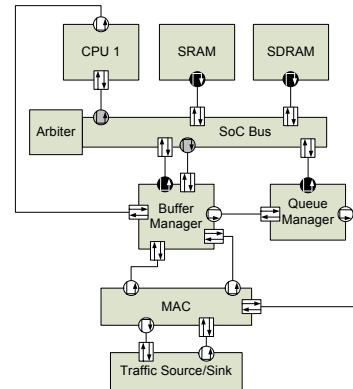 CPU 1
SRAM
SDRAM
Arbiter
SoC Bus
Buffer
Manager
Queue
Manager
MAC
Traffic Source/Sink